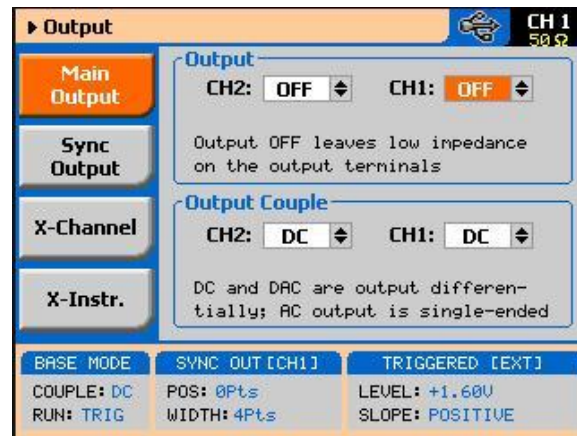 Output
CH 1
50 Ω
Main
Output
Sync
Output
X-Channel
X-Instr.
Output
CH2: OFF CH1: OFF
Output OFF leaves low impedance
on the output terminals
Output Couple
CH2: DC CH1: DC
DC and DAC are output differen-
tially; AC output is single-ended
BASE MODE
COUPLE: DC
RUN: TRIG
SYNC OUT [CH1]
POS: 0Pts
WIDTH: 4Pts
TRIGGERED [EXT]
LEVEL: +1.60V
SLOPE: POSITIVE